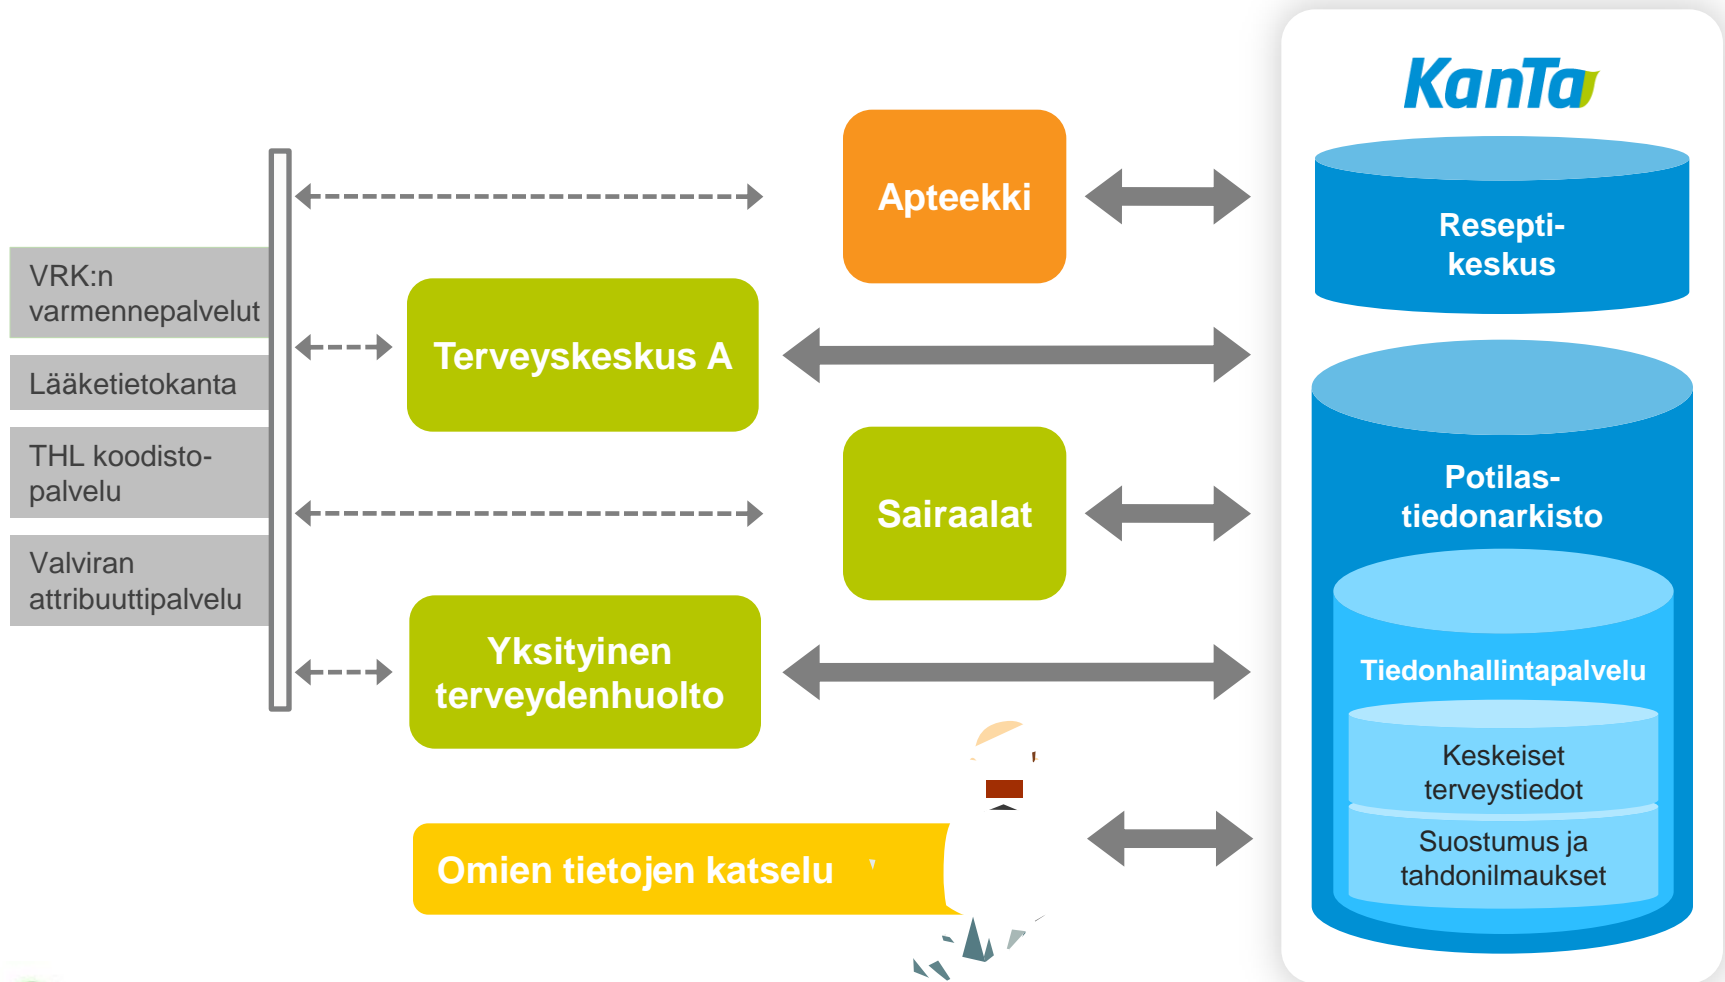 KanTa
Apteekki
Resepti-
keskus
VRK:n
varmennepalvelut
Terveyskeskus A
Lääketietokanta
THL koodisto-
palvelu
Sairaalat
Potilas-
tiedonarkisto
Valviran
attribuuttipalvelu
Yksityinen
terveydenhuolto
Tiedonhallintapalvelu
Keskeiset
terveystiedot
Omien tietojen katselu
Suostumus ja
tahdonilmaukset